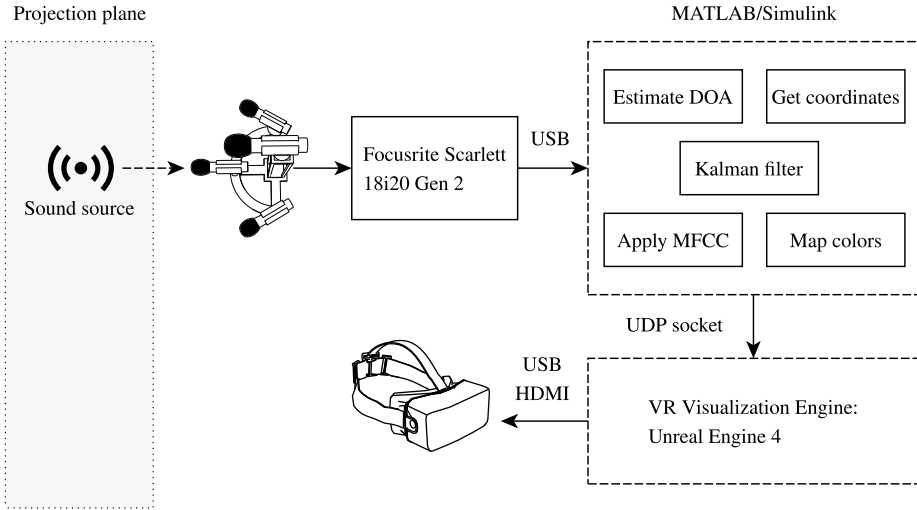 Projection plane
MATLAB/Simulink
Estimate DOA
Get coordinates
USB
Focusrite Scarlett
18i20 Gen 2
Kalman filter
Sound source
Apply MFCC
Map colors
UDP socket
USB
HDMI
VR Visualization Engine:
Unreal Engine 4